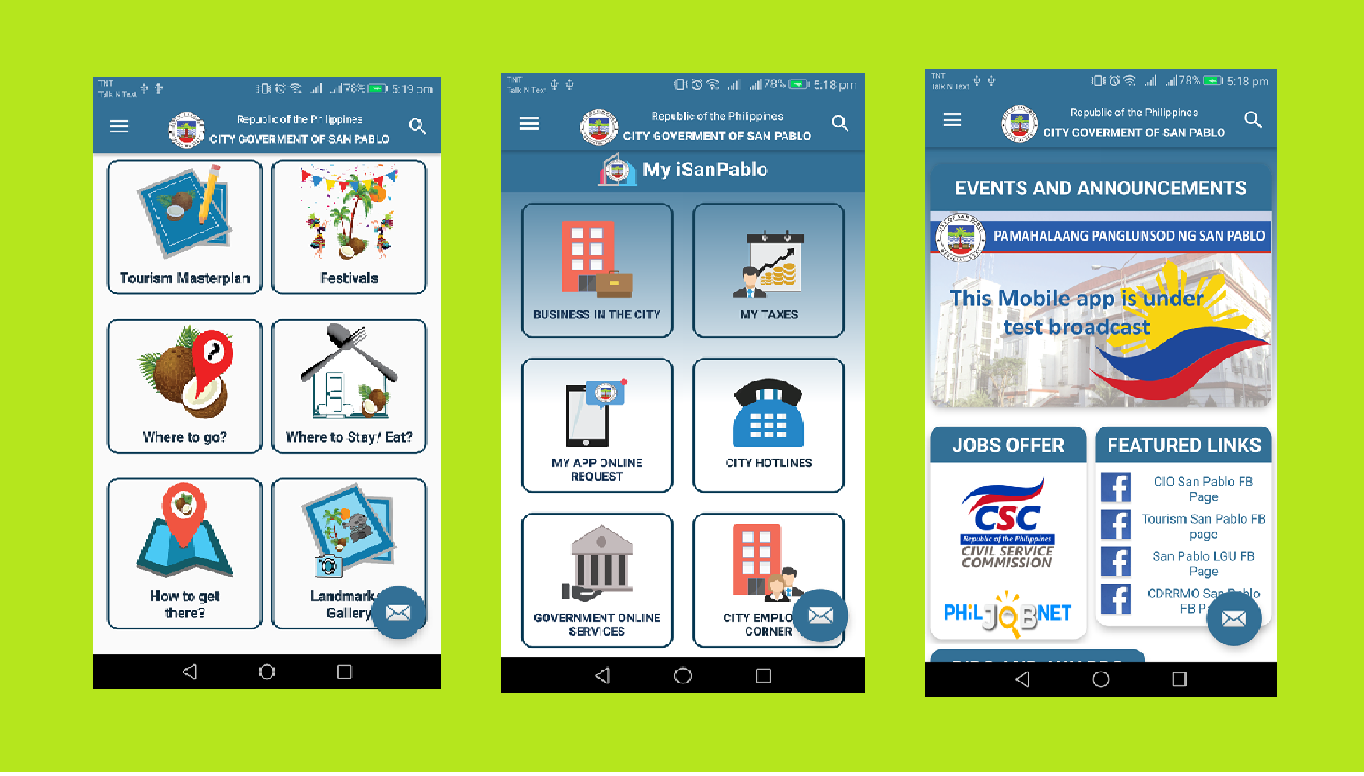 TNT
Talk N Text
78%
5:19 pm
Republic of the Philippines
CITY GOVERMENT OF SAN PABLO
Tourism Masterplan
Festivals
Where to go?
Where to Stay/ Eat?
How to get
there?
Landmark
Gallery
TNT
Talk N Text
78%
5:18 pm
Republic of the Philippines
CITY GOVERMENT OF SAN PABLO
My iSanPablo
BUSINESS IN THE CITY
MY TAXES
MY APP ONLINE
REQUEST
CITY HOTLINES
GOVERNMENT ONLINE
SERVICES
CITY EMPLO
CORNER
TNT
Talk N Text
78%
5:18 pm
Republic of the Philippines
CITY GOVERMENT OF SAN PABLO
EVENTS AND ANNOUNCEMENTS
PAMAHALAANG PANGLUNSOD NG SAN PABLO
This Mobile app is under
test broadcast
JOBS OFFER
CSC
Republic of the Philippines
CIVIL SERVICE
COMMISSION
PHILJOBNET
FEATURED LINKS
CIO San Pablo FB
Page
Tourism San Pablo FB
page
San Pablo LGU FB
Page
CDRRMO San Pablo
FB P